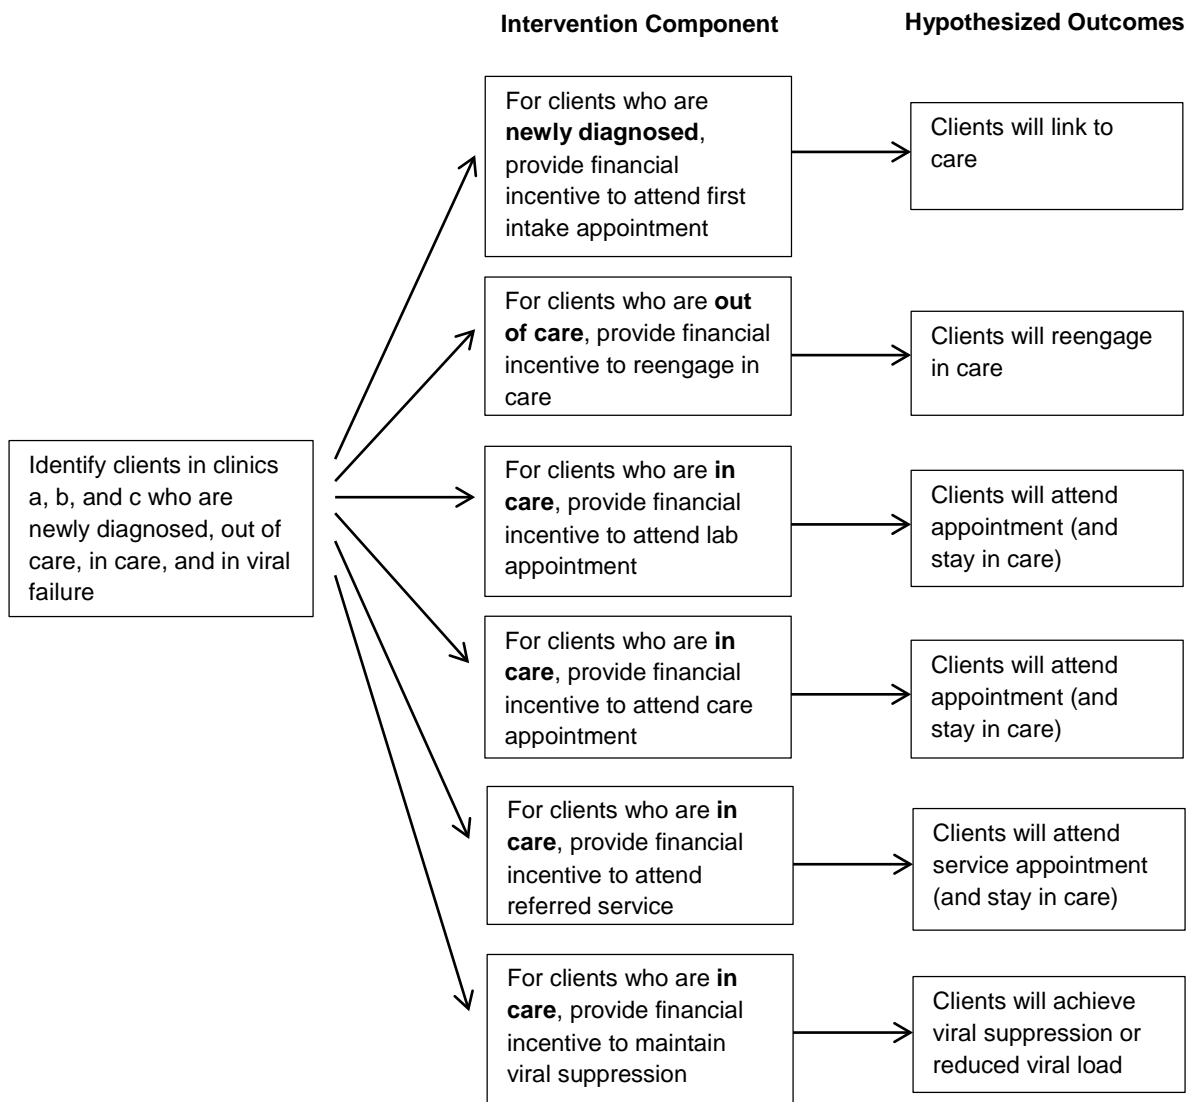 Intervention Component
Hypothesized Outcomes
For clients who are
newly diagnosed,
provide financial
incentive to attend first
intake appointment
Clients will link to
care
For clients who are out
of care, provide financial
incentive to reengage in
care
Clients will reengage
in care
Identify clients in clinics
a, b, and c who are
newly diagnosed, out of
care, in care, and in viral
failure
For clients who are in
care, provide financial
incentive to attend lab
appointment
Clients will attend
appointment (and
stay in care)
For clients who are in
care, provide financial
incentive to attend care
appointment
Clients will attend
appointment (and
stay in care)
For clients who are in
care, provide financial
incentive to attend
referred service
Clients will attend
service appointment
(and stay in care)
For clients who are in
care, provide financial
incentive to maintain
viral suppression
Clients will achieve
viral suppression or
reduced viral load